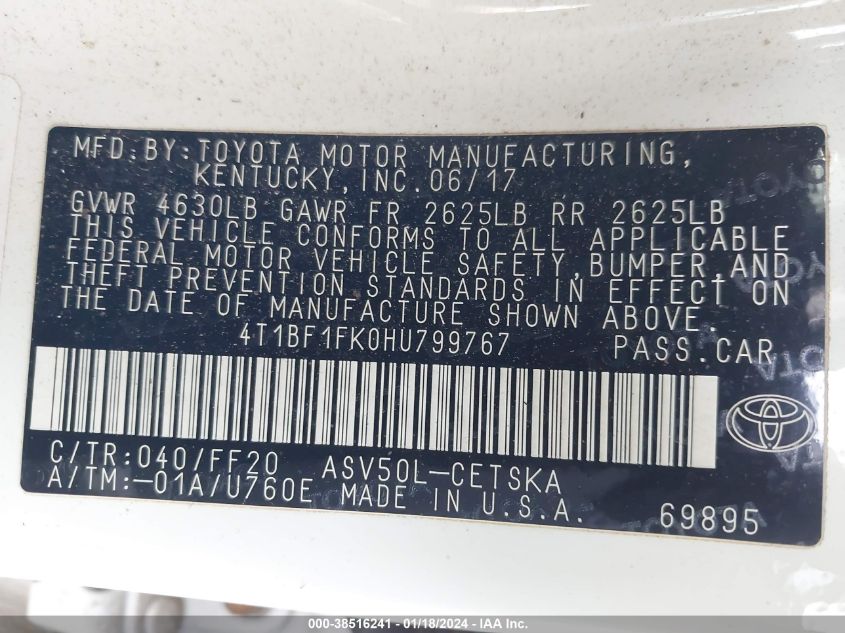 MFD. BY: TOYOTA MOTOR MANUFACTURING,
KENTUCKY, INC. 06/17
GVWR 4630LB GAWR FR 2625LB RR 2625LB
THIS VEHICLE CONFORMS TO ALL APPLICABLE
FEDERAL MOTOR VEHICLE SAFETY, BUMPER, AND
THEFT PREVENTION STANDARDS IN EFFECT ON
THE DATE OF MANUFACTURE SHOWN ABOVE.
4T1BF1FK0HU799767 PASS. CAR
C/TR: 040/FF20 ASV50L-CETSKA
A/TM: -01A/U760E MADE IN U.S.A.
69895
000-38516241 - 01/18/2024 - IAA, Inc.